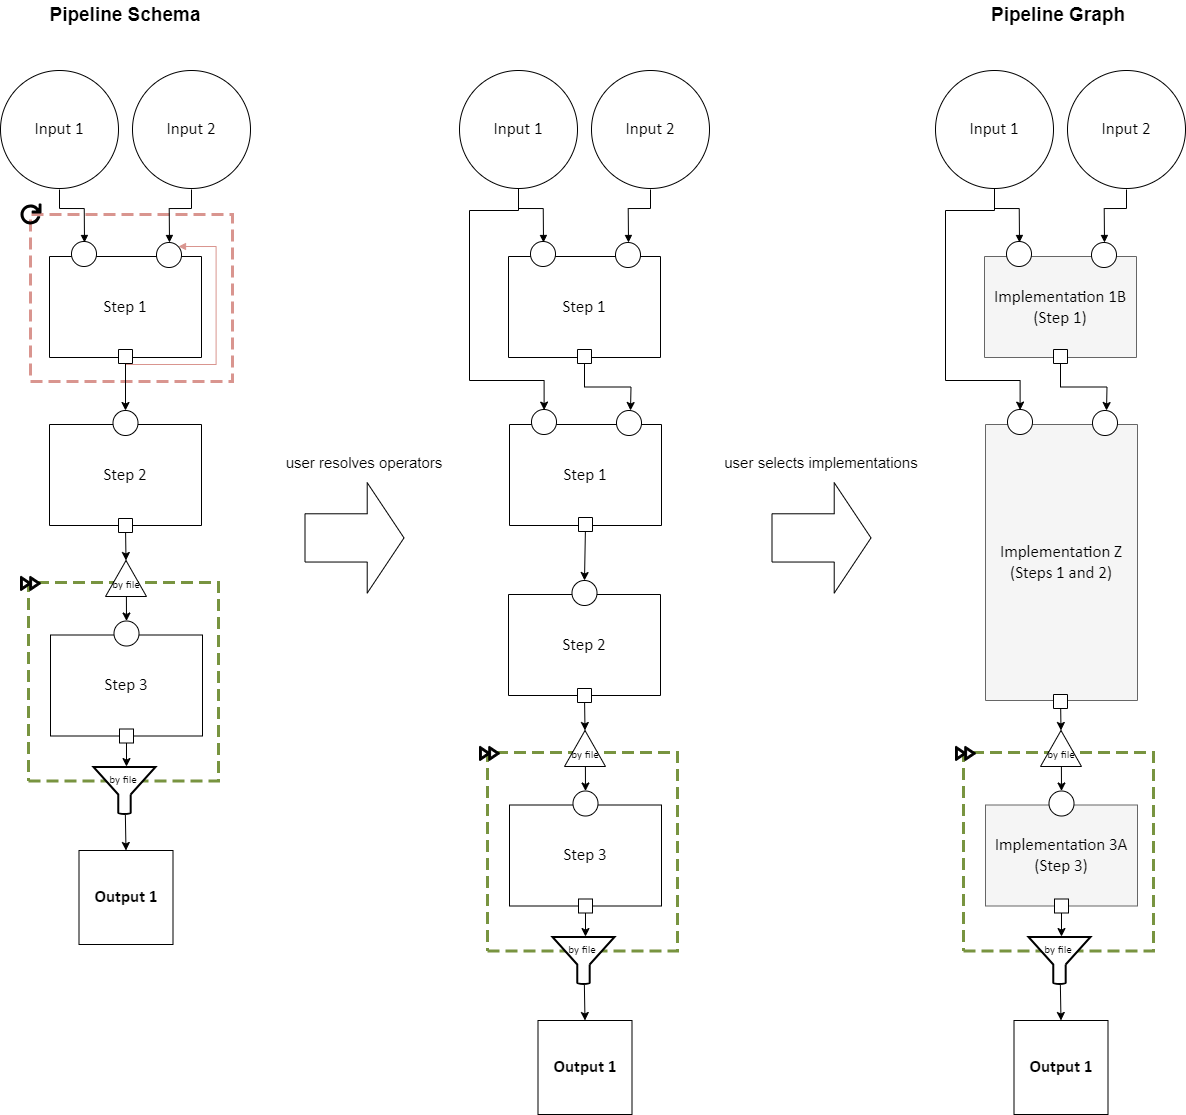 Pipeline Schema
Pipeline Graph
Input 1
Input 2
Input 1
Input 2
Input 1
Input 2
Step 1
Step 1
Implementation 1B
(Step 1)
Step 2
user resolves operators
Step 1
user selects implementations
Implementation Z
(Steps 1 and 2)
by file
Step 2
Step 3
by file
by file
by file
Step 3
Implementation 3A
(Step 3)
Output 1
by file
by file
Output 1
Output 1